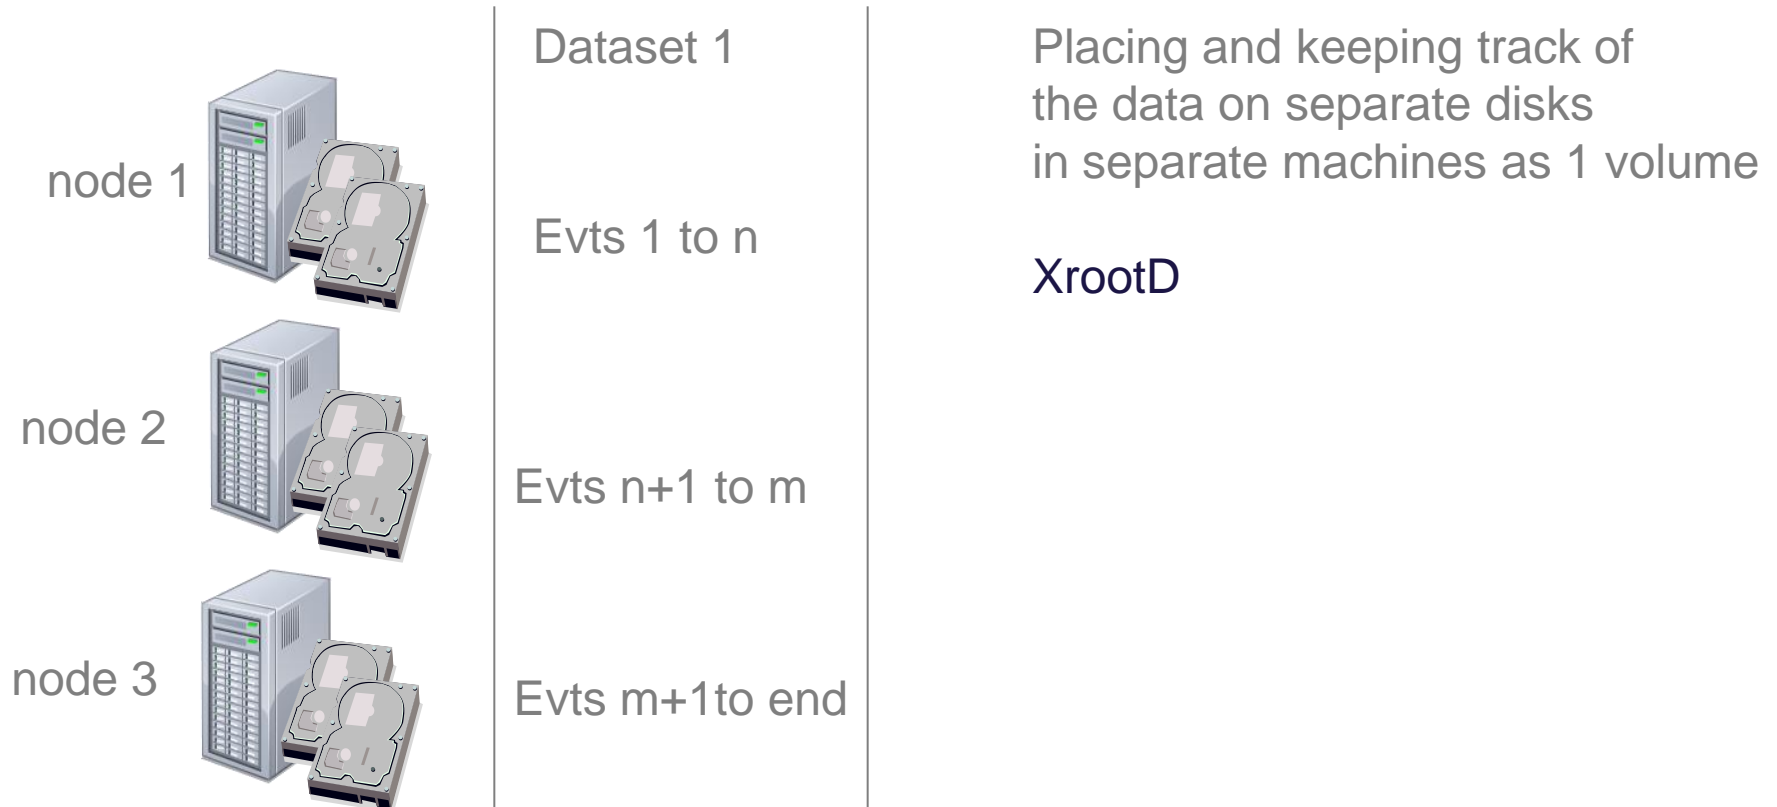 node 1
node 2
node 3
Dataset 1
Evts 1 to n
Evts n+1 to m
Evts m+1to end
Placing and keeping track of
the data on separate disks
in separate machines as 1 volume
XrootD